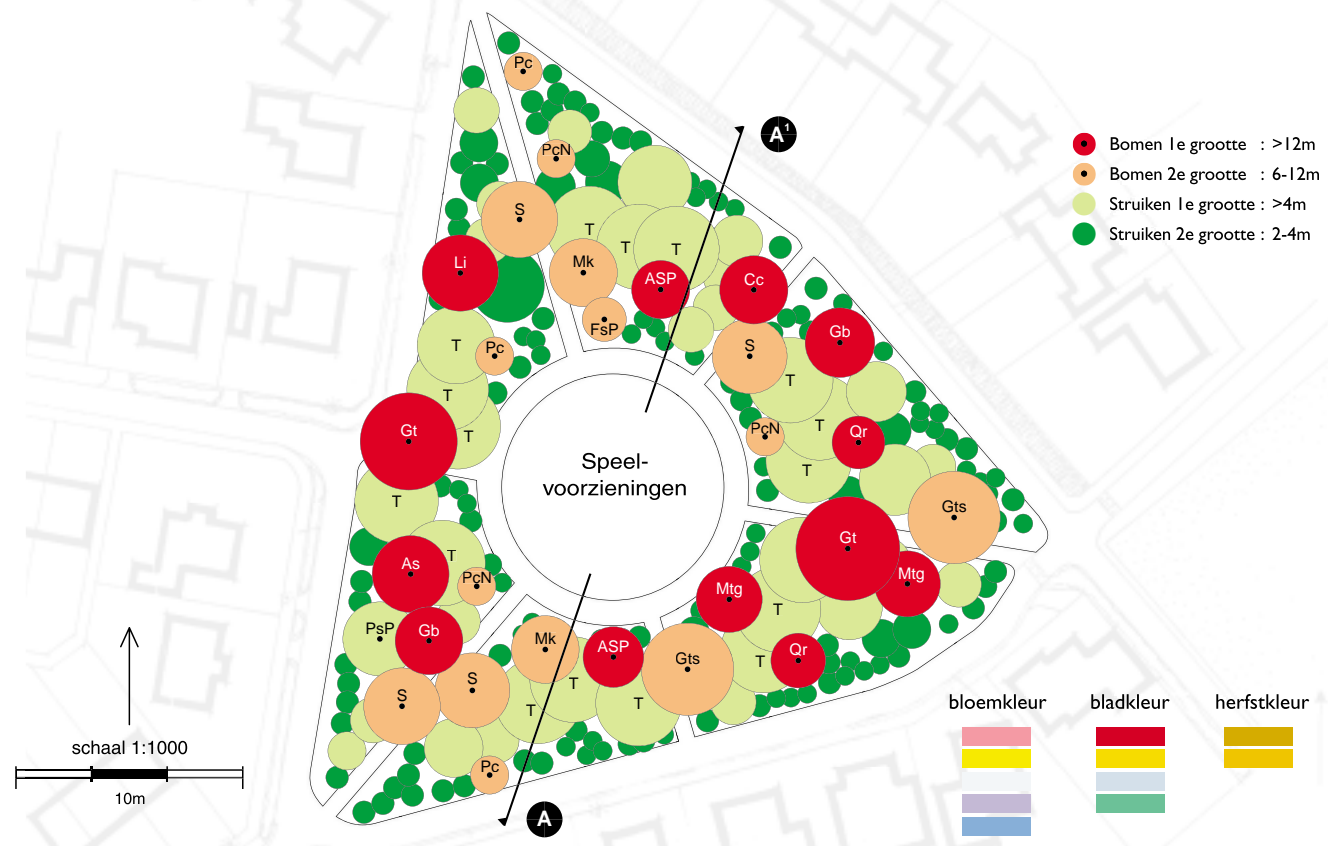 Pc
A¹
PcN
Bomen 1e grootte : >12m
Bomen 2e grootte : 6-12m
Struiken 1e grootte : >4m
Struiken 2e grootte : 2-4m
S
T
T
T
Li
Mk
ASP
Cc
FsP
Gb
T
Pc
S
T
T
Gt
T
PcN
T
Qr
T
Speel-
voorzieningen
T
Gts
Gt
T
As
PcN
Mtg
Mtg
T
PsP
Gb
Mk
ASP
Gts
T
Qr
S
S
T
T
T
bloemkleur
bladkleur
herfstkleur
schaal 1:1000
Pc
10m
A